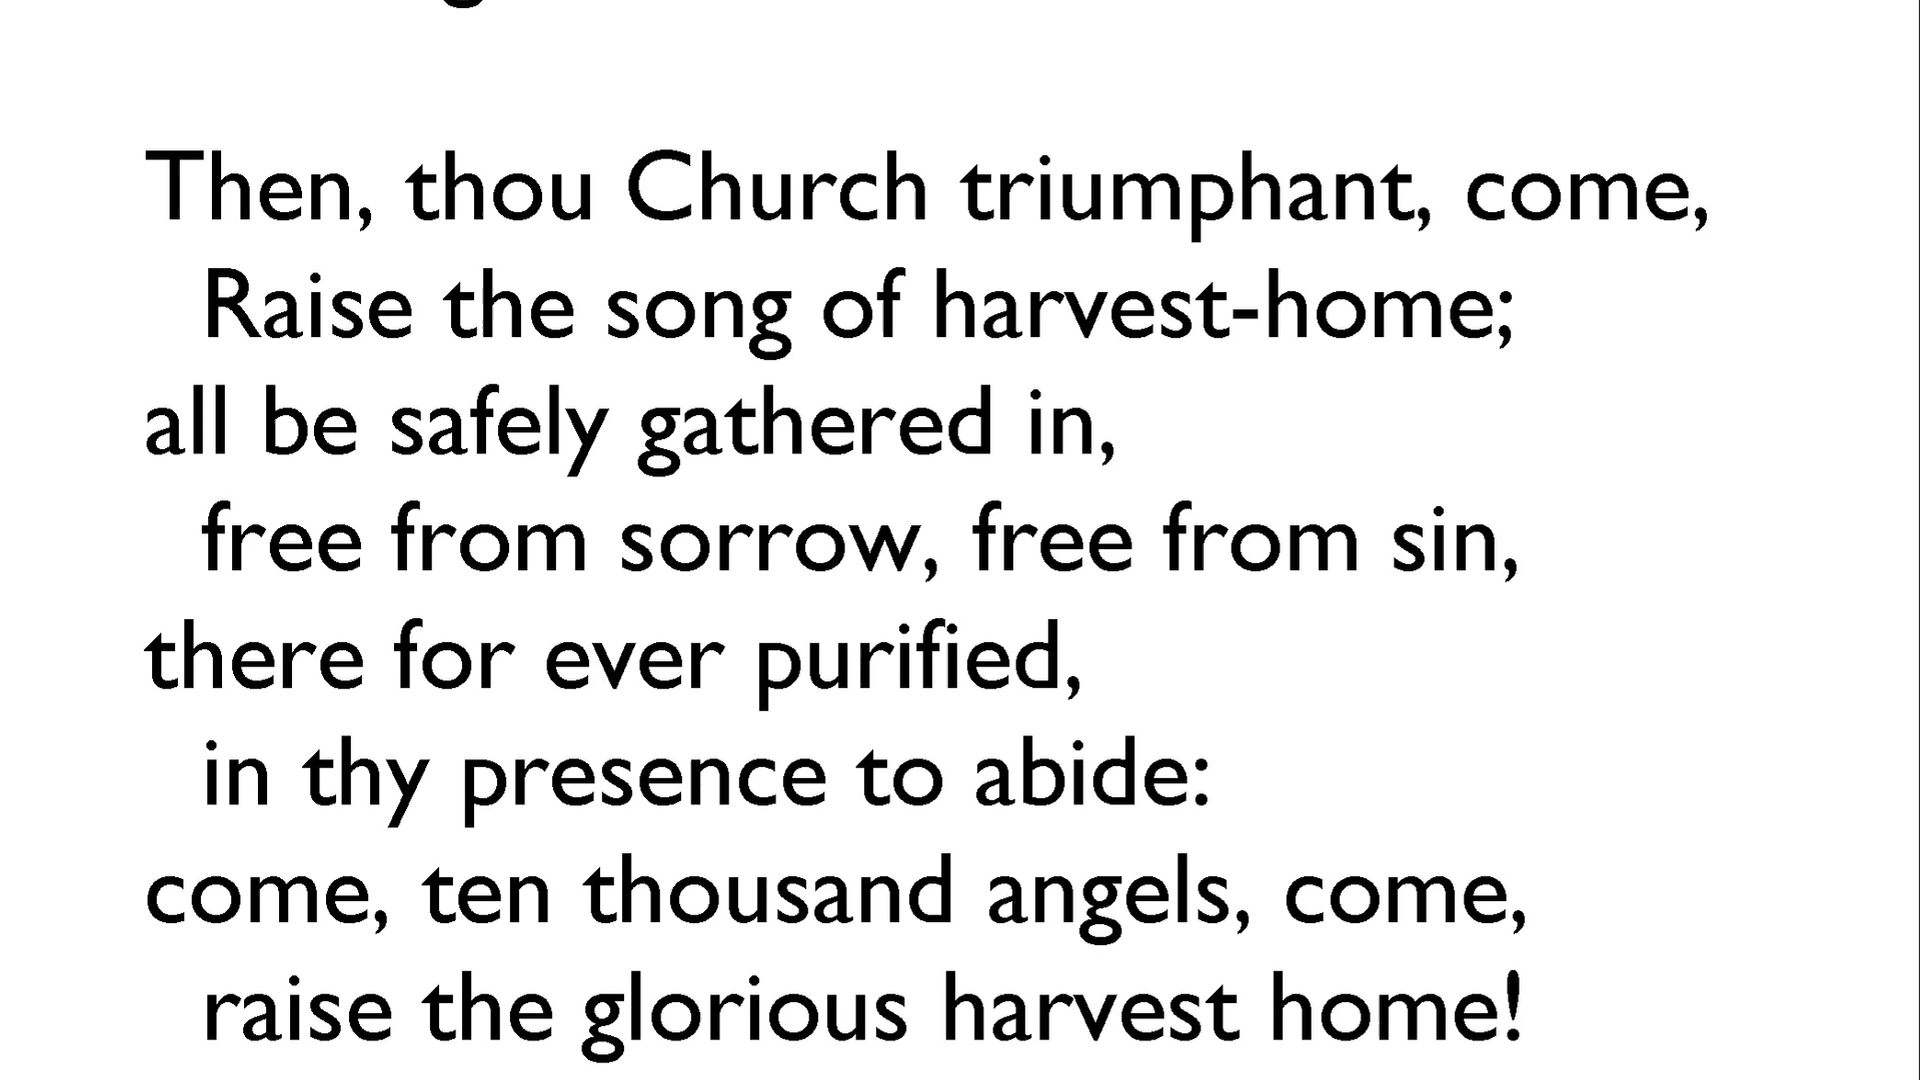 Then, thou Church triumphant, come,
Raise the song of harvest-home;
all be safely gathered in,
free from sorrow, free from sin,
there for ever purified,
in thy presence to abide:
come, ten thousand angels, come,
raise the glorious harvest home!